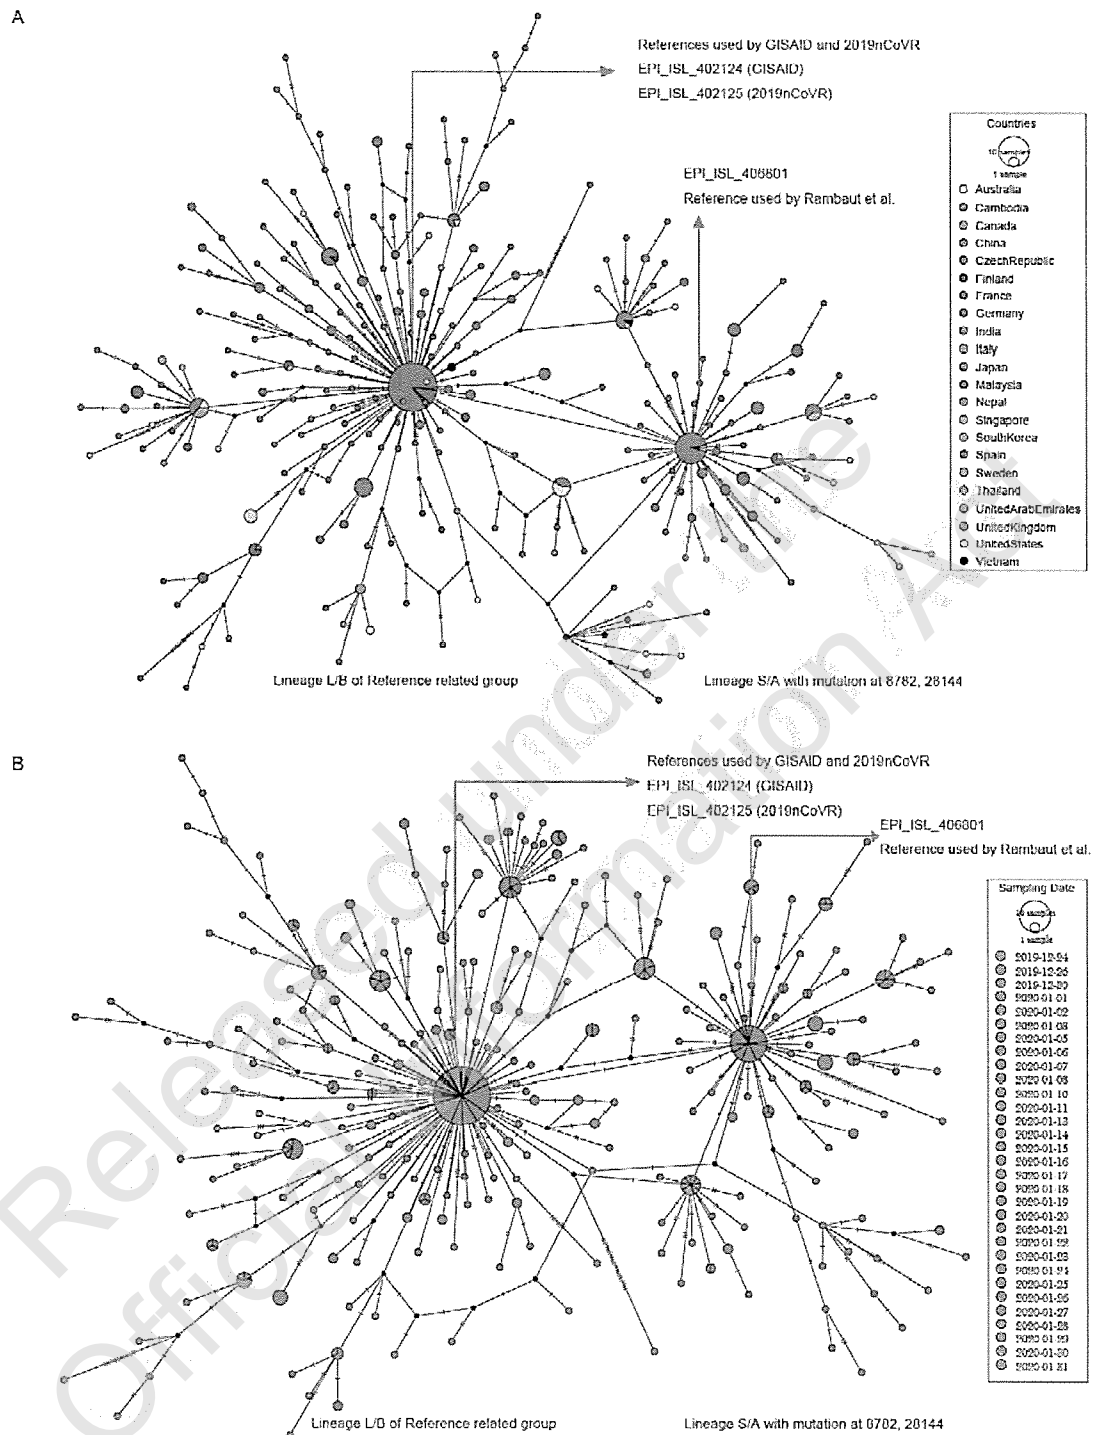 A
References used by GISAID and 2019nCoVR
EPI_ISL_402124 (GISAID)
EPI_ISL_402125 (2019nCoVR)
EPI_ISL_406801
Reference used by Rambaut et al.
Countries
10 samples
1 sample
Australia
Cambodia
Canada
China
CzechRepublic
Finland
France
Germany
India
Italy
Japan
Malaysia
Nepal
Singapore
SouthKorea
Spain
Sweden
Thailand
UnitedArabEmirates
UnitedKingdom
UnitedStates
Vietnam
Lineage L/B of Reference related group
Lineage S/A with mutation at 8782, 28144
B
References used by GISAID and 2019nCoVR
EPI_ISL_402124 (GISAID)
EPI_ISL_402125 (2019nCoVR)
EPI_ISL_406801
Reference used by Rambaut et al.
Sampling Date
samples
1 sample
2019-12-24
2019-12-26
2019-12-30
2020-01-01
2020-01-02
2020-01-03
2020-01-05
2020-01-06
2020-01-07
2020-01-08
2020-01-10
2020-01-11
2020-01-13
2020-01-14
2020-01-15
2020-01-16
2020-01-17
2020-01-18
2020-01-19
2020-01-20
2020-01-21
2020-01-22
2020-01-23
2020-01-24
2020-01-25
2020-01-26
2020-01-27
2020-01-28
2020-01-29
2020-01-30
2020-01-31
Lineage L/B of Reference related group
Lineage S/A with mutation at 8782, 28144
Released under the
Official Information Act